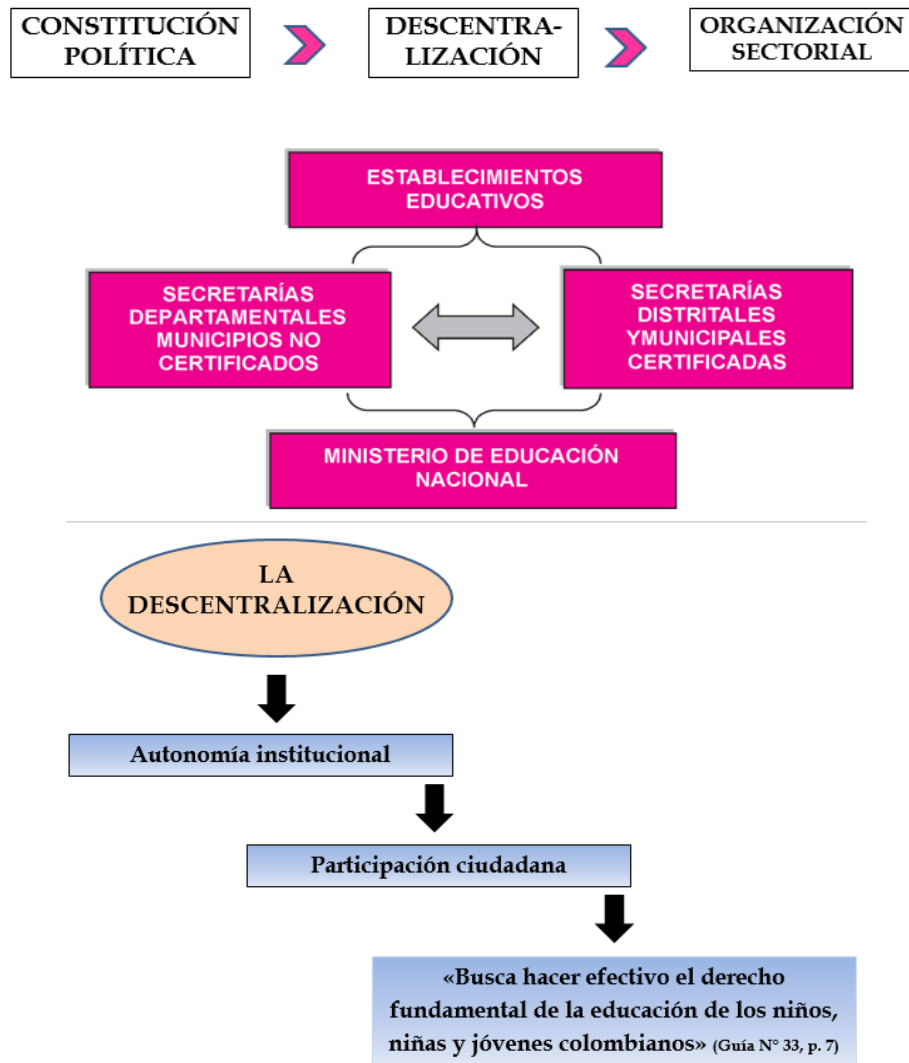 CONSTITUCIÓN
POLÍTICA
DESCENTRA-
LIZACIÓN
ORGANIZACIÓN
SECTORIAL
ESTABLECIMIENTOS
EDUCATIVOS
SECRETARÍAS
DEPARTAMENTALES
MUNICIPIOS NO
CERTIFICADOS
SECRETARÍAS
DISTRITALES
YMUNICIPALES
CERTIFICADAS
MINISTERIO DE EDUCACIÓN
NACIONAL
LA
DESCENTRALIZACIÓN
Autonomía institucional
Participación ciudadana
«Busca hacer efectivo el derecho
fundamental de la educación de los niños,
niñas y jóvenes colombianos» (Guía N° 33, p. 7)